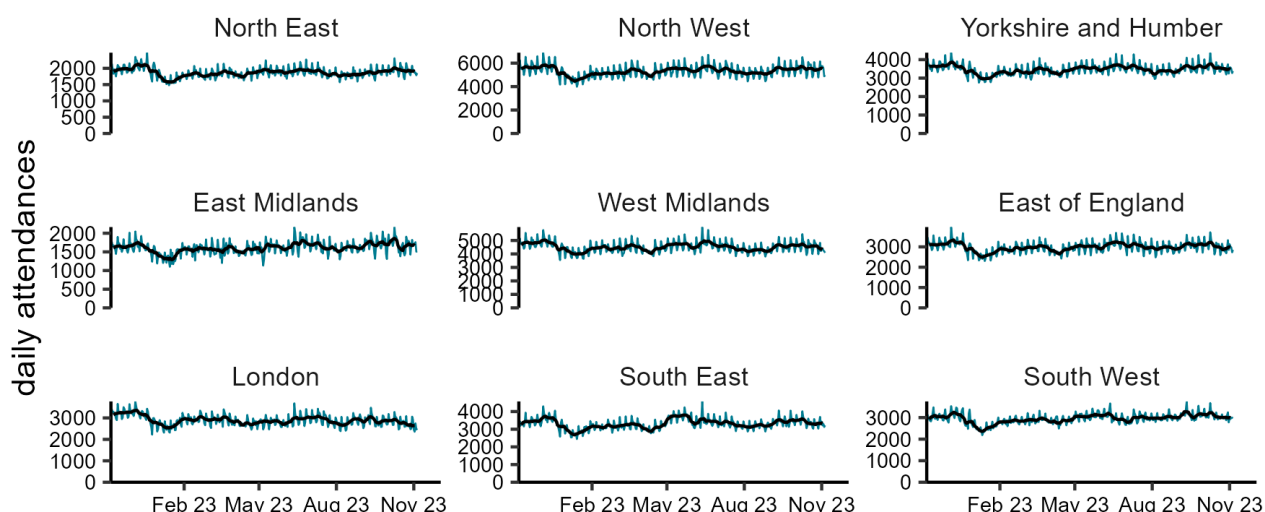 North East North West Yorkshire and Humber
2000 6000 4000
1500 4000 3000
1000 2000 2000
500 0 1000
0 0
daily attendances
East Midlands West Midlands East of England
2000 5000 3000
1500 4000 2000
1000 3000 1000
500 2000 0
0 1000
0
London South East South West
3000 4000 3000
2000 3000 2000
1000 2000 1000
0 1000 0
0
Feb 23 May 23 Aug 23 Nov 23 Feb 23 May 23 Aug 23 Nov 23 Feb 23 May 23 Aug 23 Nov 23